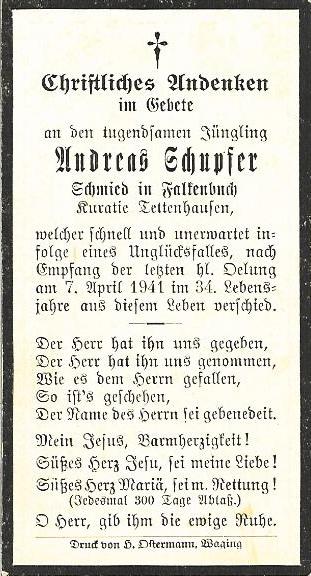 Christliches Andenken
im Gebete
an den tugendsamen Jüngling
Andreas Schupfer
Schmied in Falkenbuch
Kuratie Tettenhausen,
welcher schnell und unerwartet in-
folge eines Unglücksfalles, nach
Empfang der letzten hl. Oelung
am 7. April 1941 im 34. Lebens-
jahre aus diesem Leben verschied.
Der Herr hat ihn uns gegeben,
Der Herr hat ihn uns genommen,
Wie es dem Herrn gefallen,
So ist's geschehen,
Der Name des Herrn sei gebenedeit.
Mein Jesus, Barmherzigkeit!
Süßes Herz Jesu, sei meine Liebe!
Süßes Herz Mariä, sei m. Rettung!
(Jedesmal 300 Tage Ablaß.)
O Herr, gib ihm die ewige Ruhe.
Druck von H. Ostermann, Waging